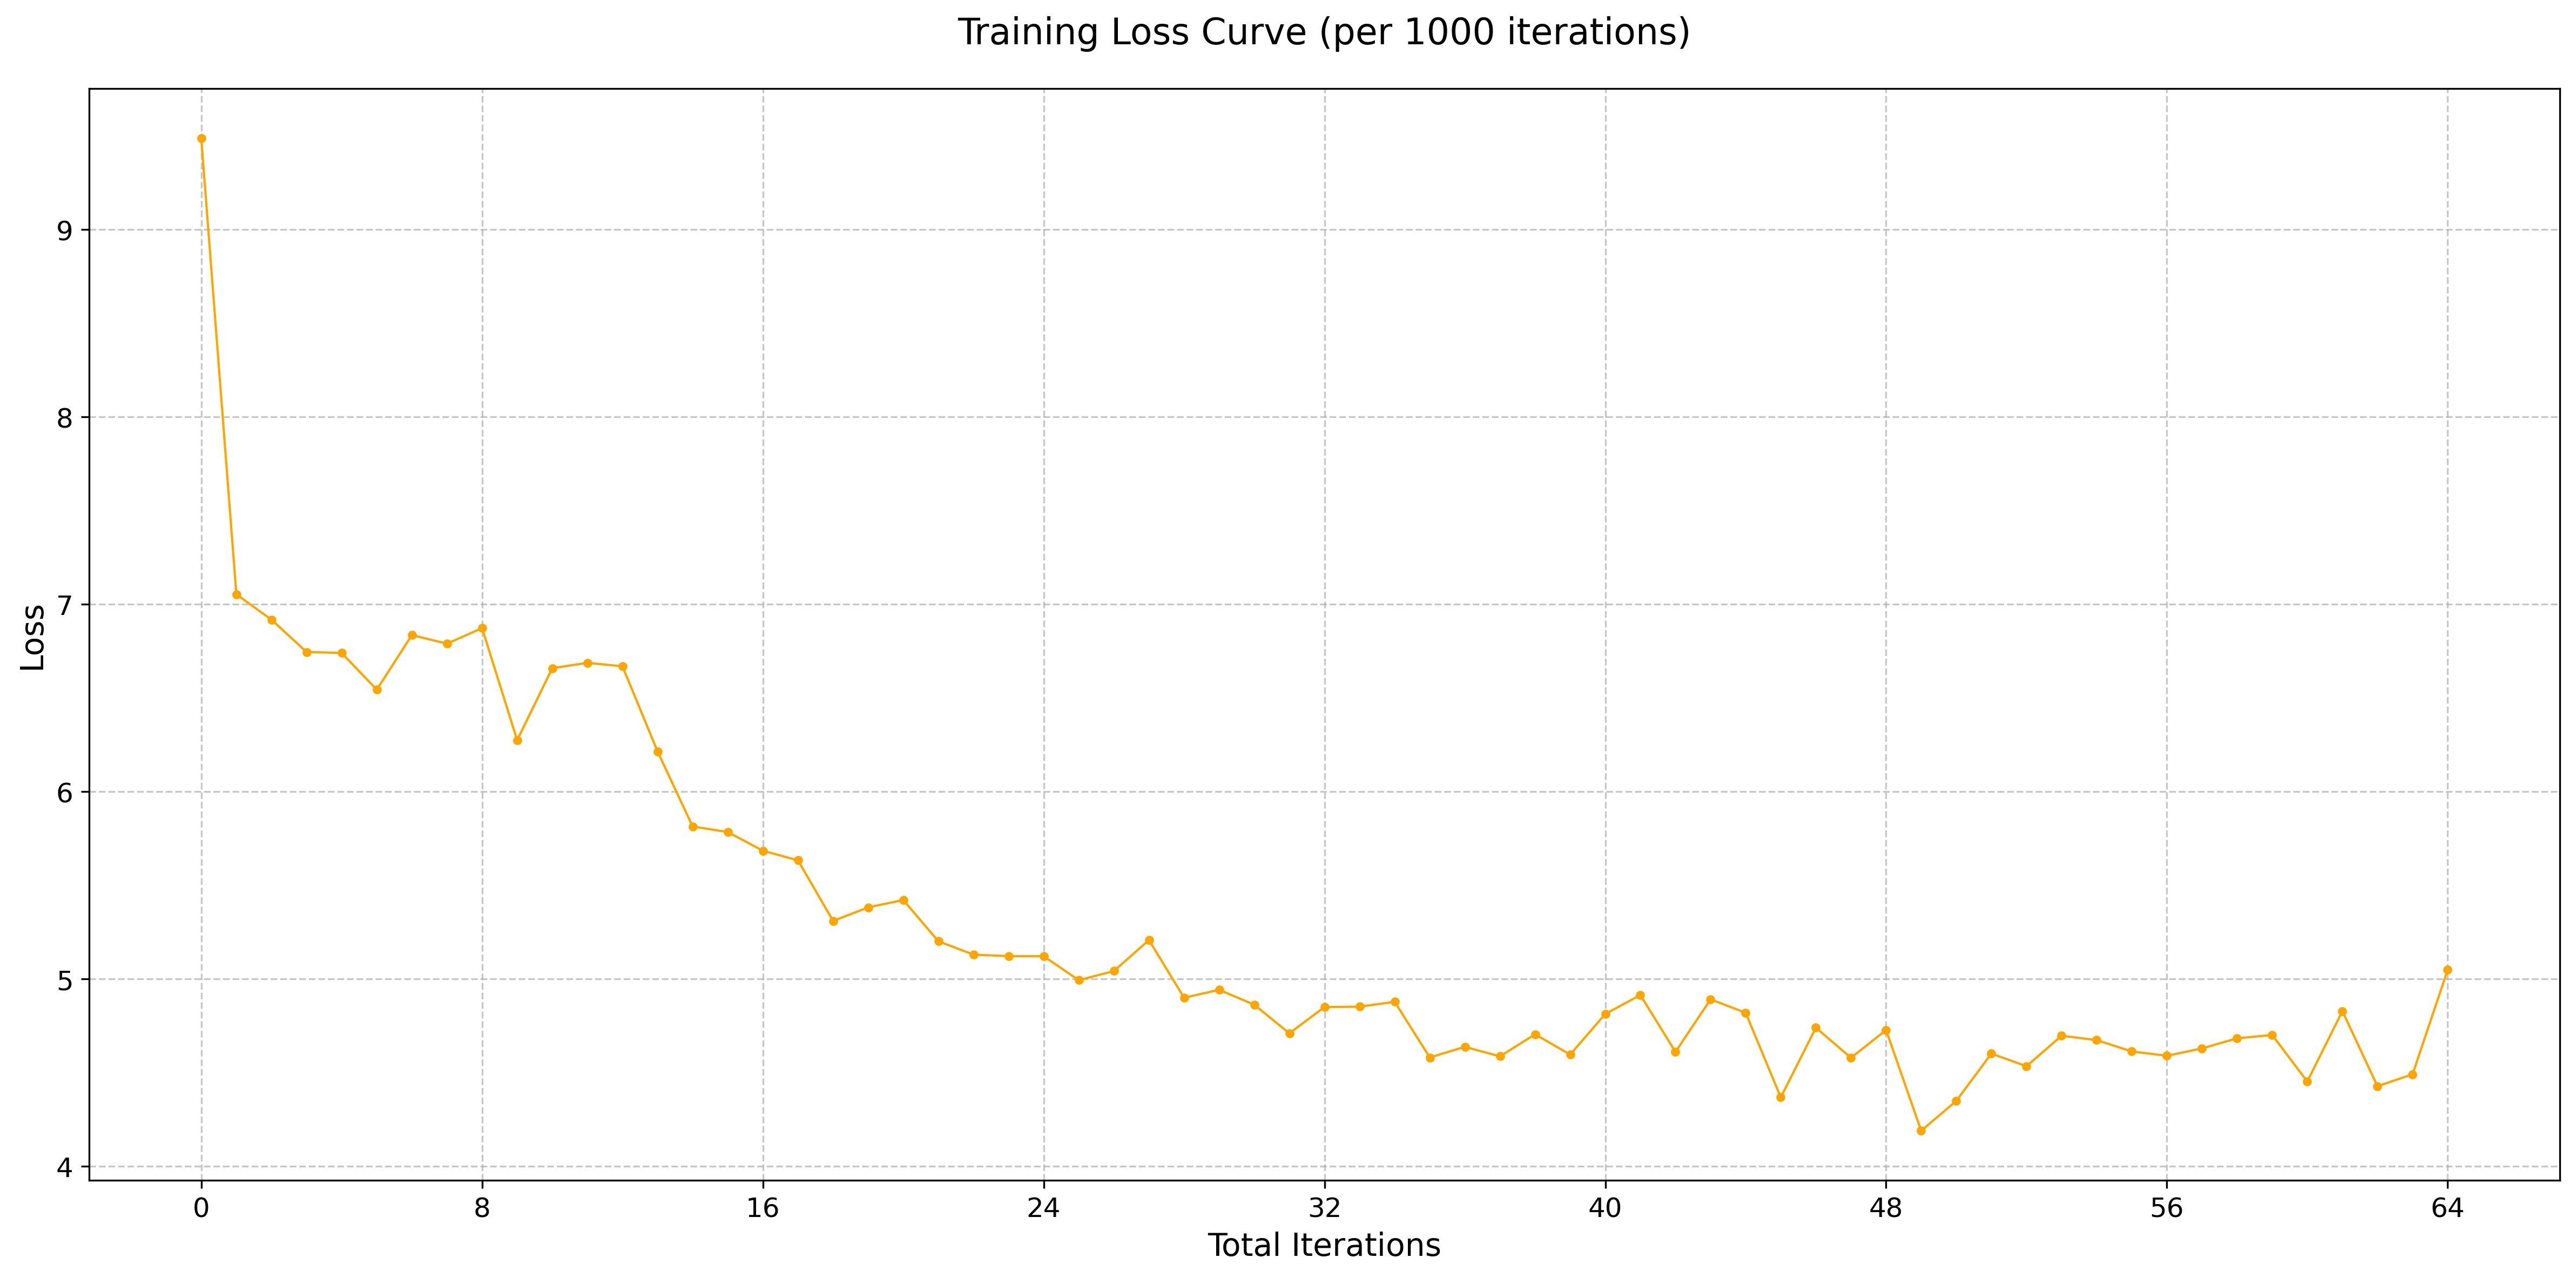 Training Loss Curve (per 1000 iterations)
9
8
7
6
5
4
Loss
0 8 16 24 32 40 48 56 64
Total Iterations